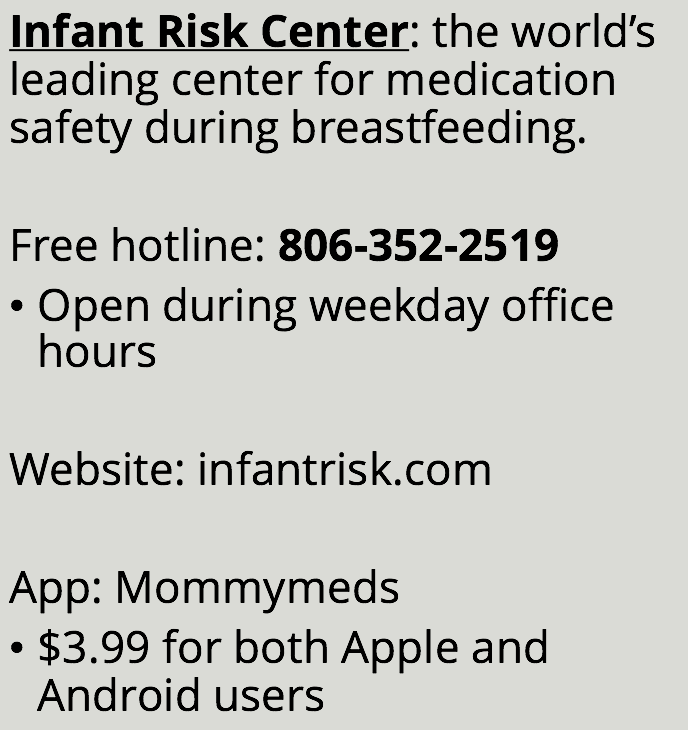 Infant Risk Center: the world’s
leading center for medication
safety during breastfeeding.
Free hotline: 806-352-2519
• Open during weekday office
hours
Website: infantrisk.com
App: Mommymeds
• $3.99 for both Apple and
Android users